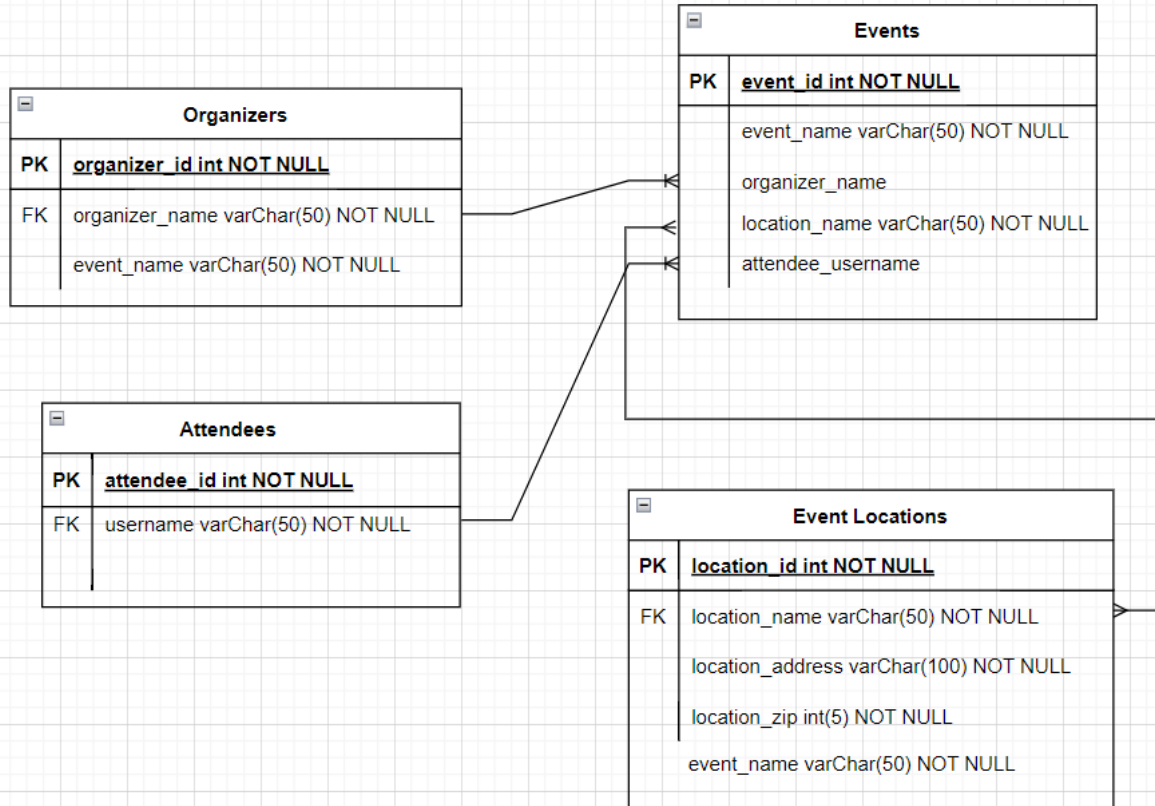 Events
PK event_id int NOT NULL
event_name varChar(50) NOT NULL
organizer_name
location_name varChar(50) NOT NULL
attendee_username
Organizers
PK organizer_id int NOT NULL
FK organizer_name varChar(50) NOT NULL
event_name varChar(50) NOT NULL
Attendees
PK attendee_id int NOT NULL
FK username varChar(50) NOT NULL
Event Locations
PK location_id int NOT NULL
FK location_name varChar(50) NOT NULL
location_address varChar(100) NOT NULL
location_zip int(5) NOT NULL
event_name varChar(50) NOT NULL